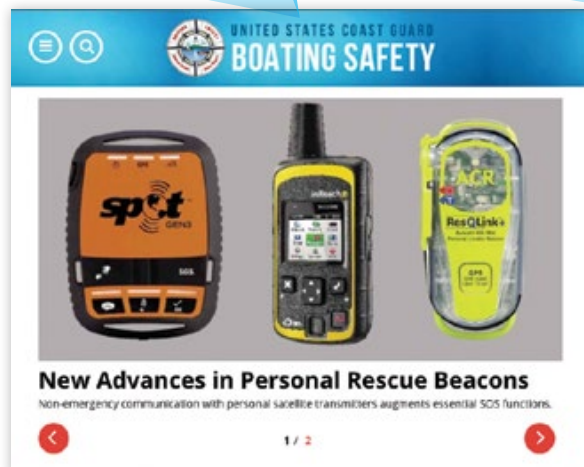 UNITED STATES COAST GUARD
BOATING SAFETY
spot
GEN3
SOS
inReach
ACR
ResQLink+
GPS
New Advances in Personal Rescue Beacons
Non-emergency communication with personal satellite transmitters augments essential SOS functions.
1 / 2